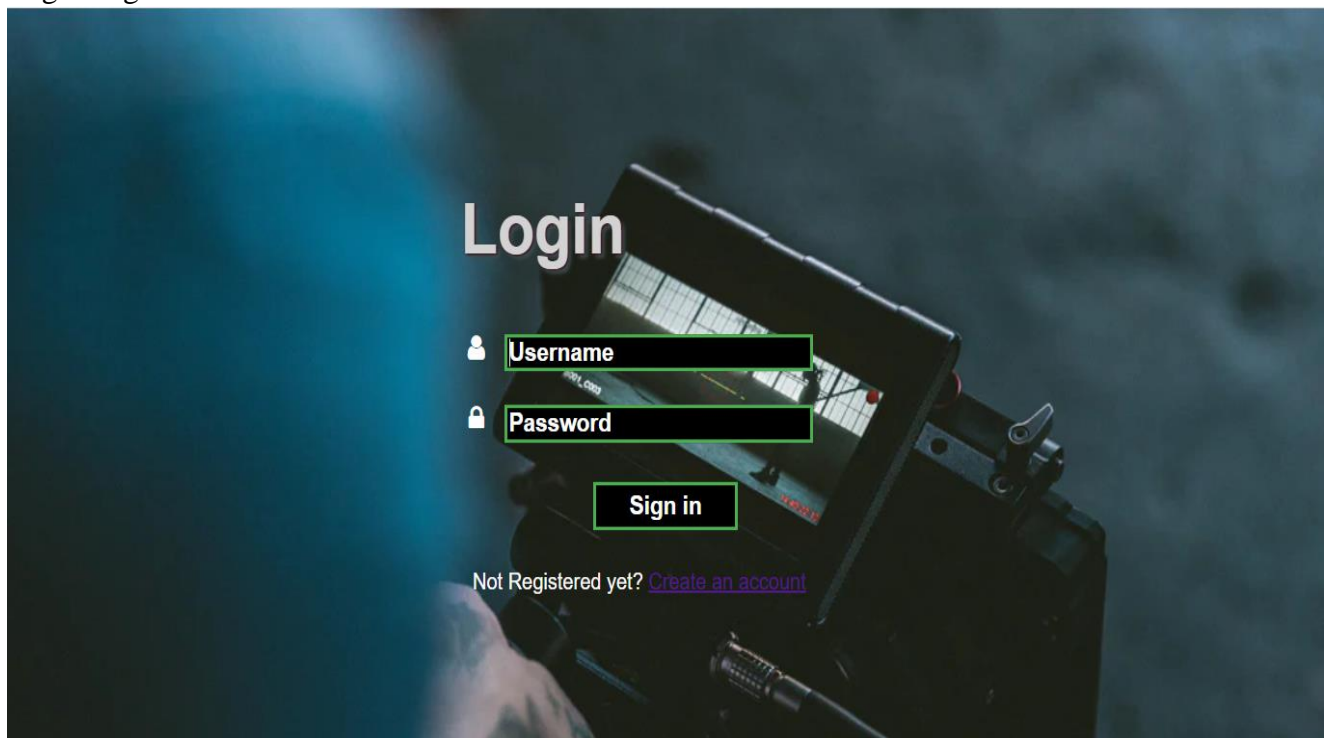 Login
Username
Password
Sign in
Not Registered yet? Create an account